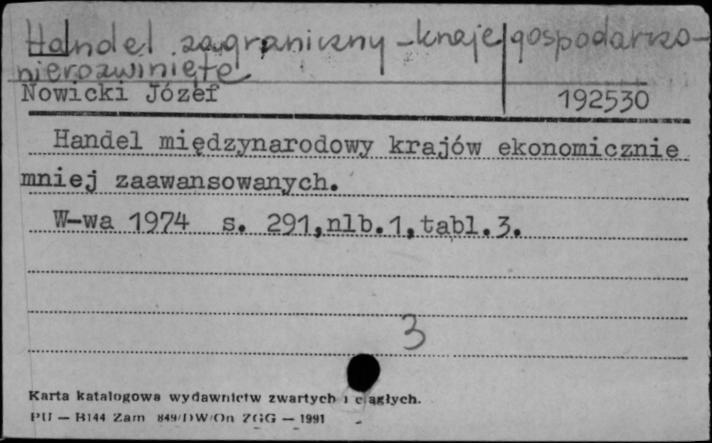 Handel zagraniczny - kraje gospodarczo-
nierozwinięte
Nowicki Józef 192530
Handel międzynarodowy krajów ekonomicznie
mniej zaawansowanych.
W-wa 1974 s. 291,nlb.1,tabl.3.
3
Karta katalogowa wydawnictw zwartych i ciągłych.
PU — B144 Zam 849/DW/On ZGG — 1991